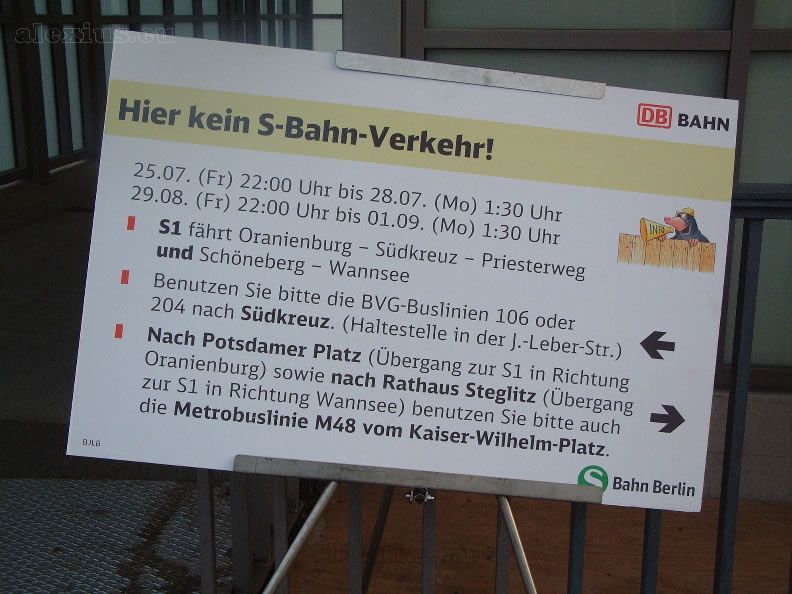 alexius.eu
DB BAHN
Hier kein S-Bahn-Verkehr!
25.07. (Fr) 22:00 Uhr bis 28.07. (Mo) 1:30 Uhr
29.08. (Fr) 22:00 Uhr bis 01.09. (Mo) 1:30 Uhr
INFO
S1 fährt Oranienburg – Südkreuz – Priesterweg
und Schöneberg – Wannsee
Benutzen Sie bitte die BVG-Buslinien 106 oder
204 nach Südkreuz. (Haltestelle in der J.-Leber-Str.)
Nach Potsdamer Platz (Übergang zur S1 in Richtung
Oranienburg) sowie nach Rathaus Steglitz (Übergang
zur S1 in Richtung Wannsee) benutzen Sie bitte auch
die Metrobuslinie M48 vom Kaiser-Wilhelm-Platz.
BJLB
S Bahn Berlin